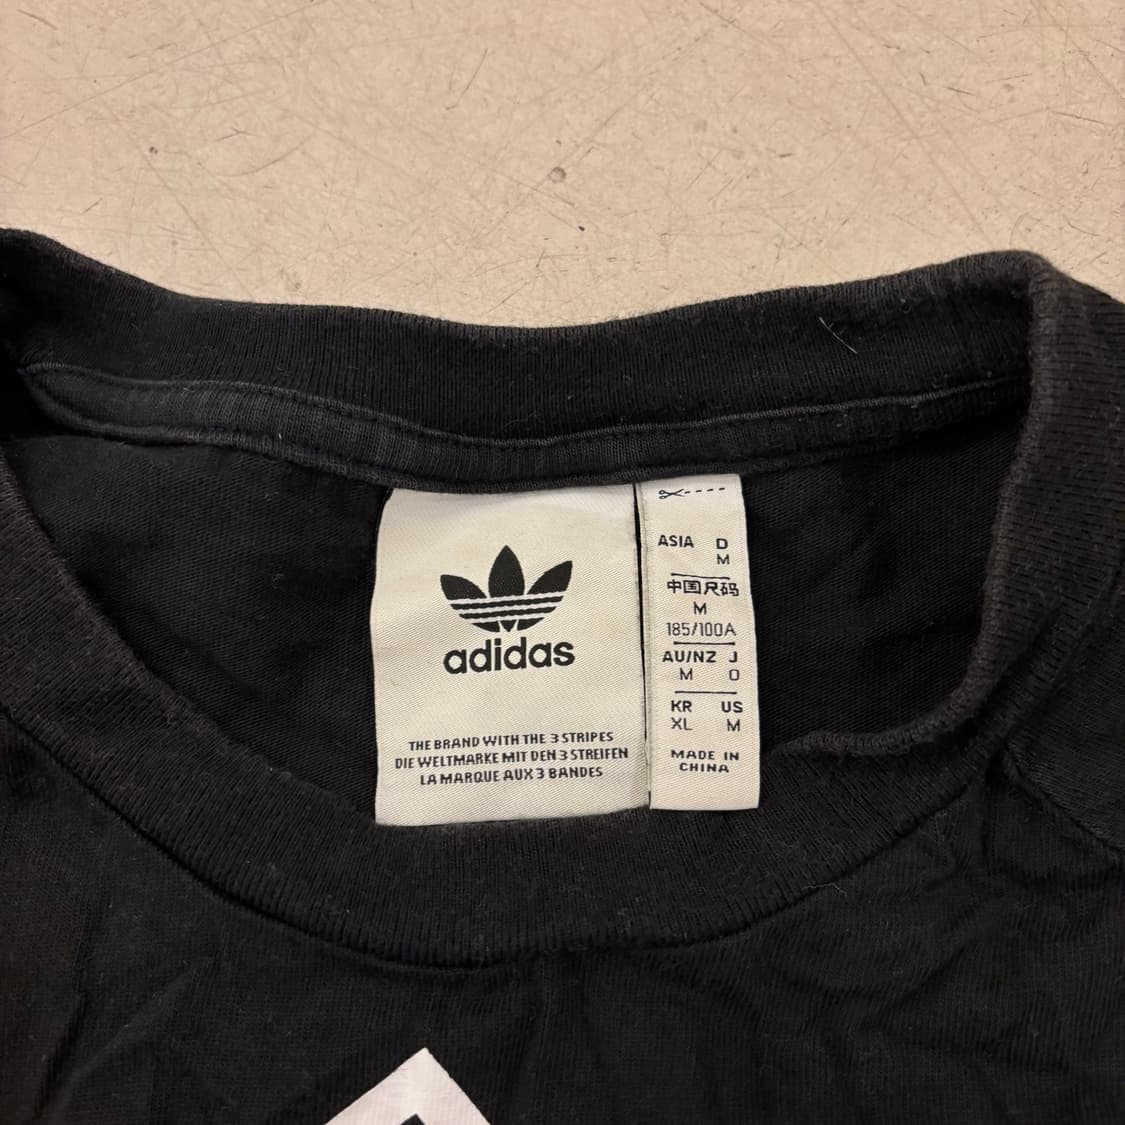 adidas
THE BRAND WITH THE 3 STRIPES
DIE WELTMARKE MIT DEN 3 STREIFEN
LA MARQUE AUX 3 BANDES
ASIA D
M
中国尺码
M
185/100A
AU/NZ J
M O
KR US
XL M
MADE IN
CHINA